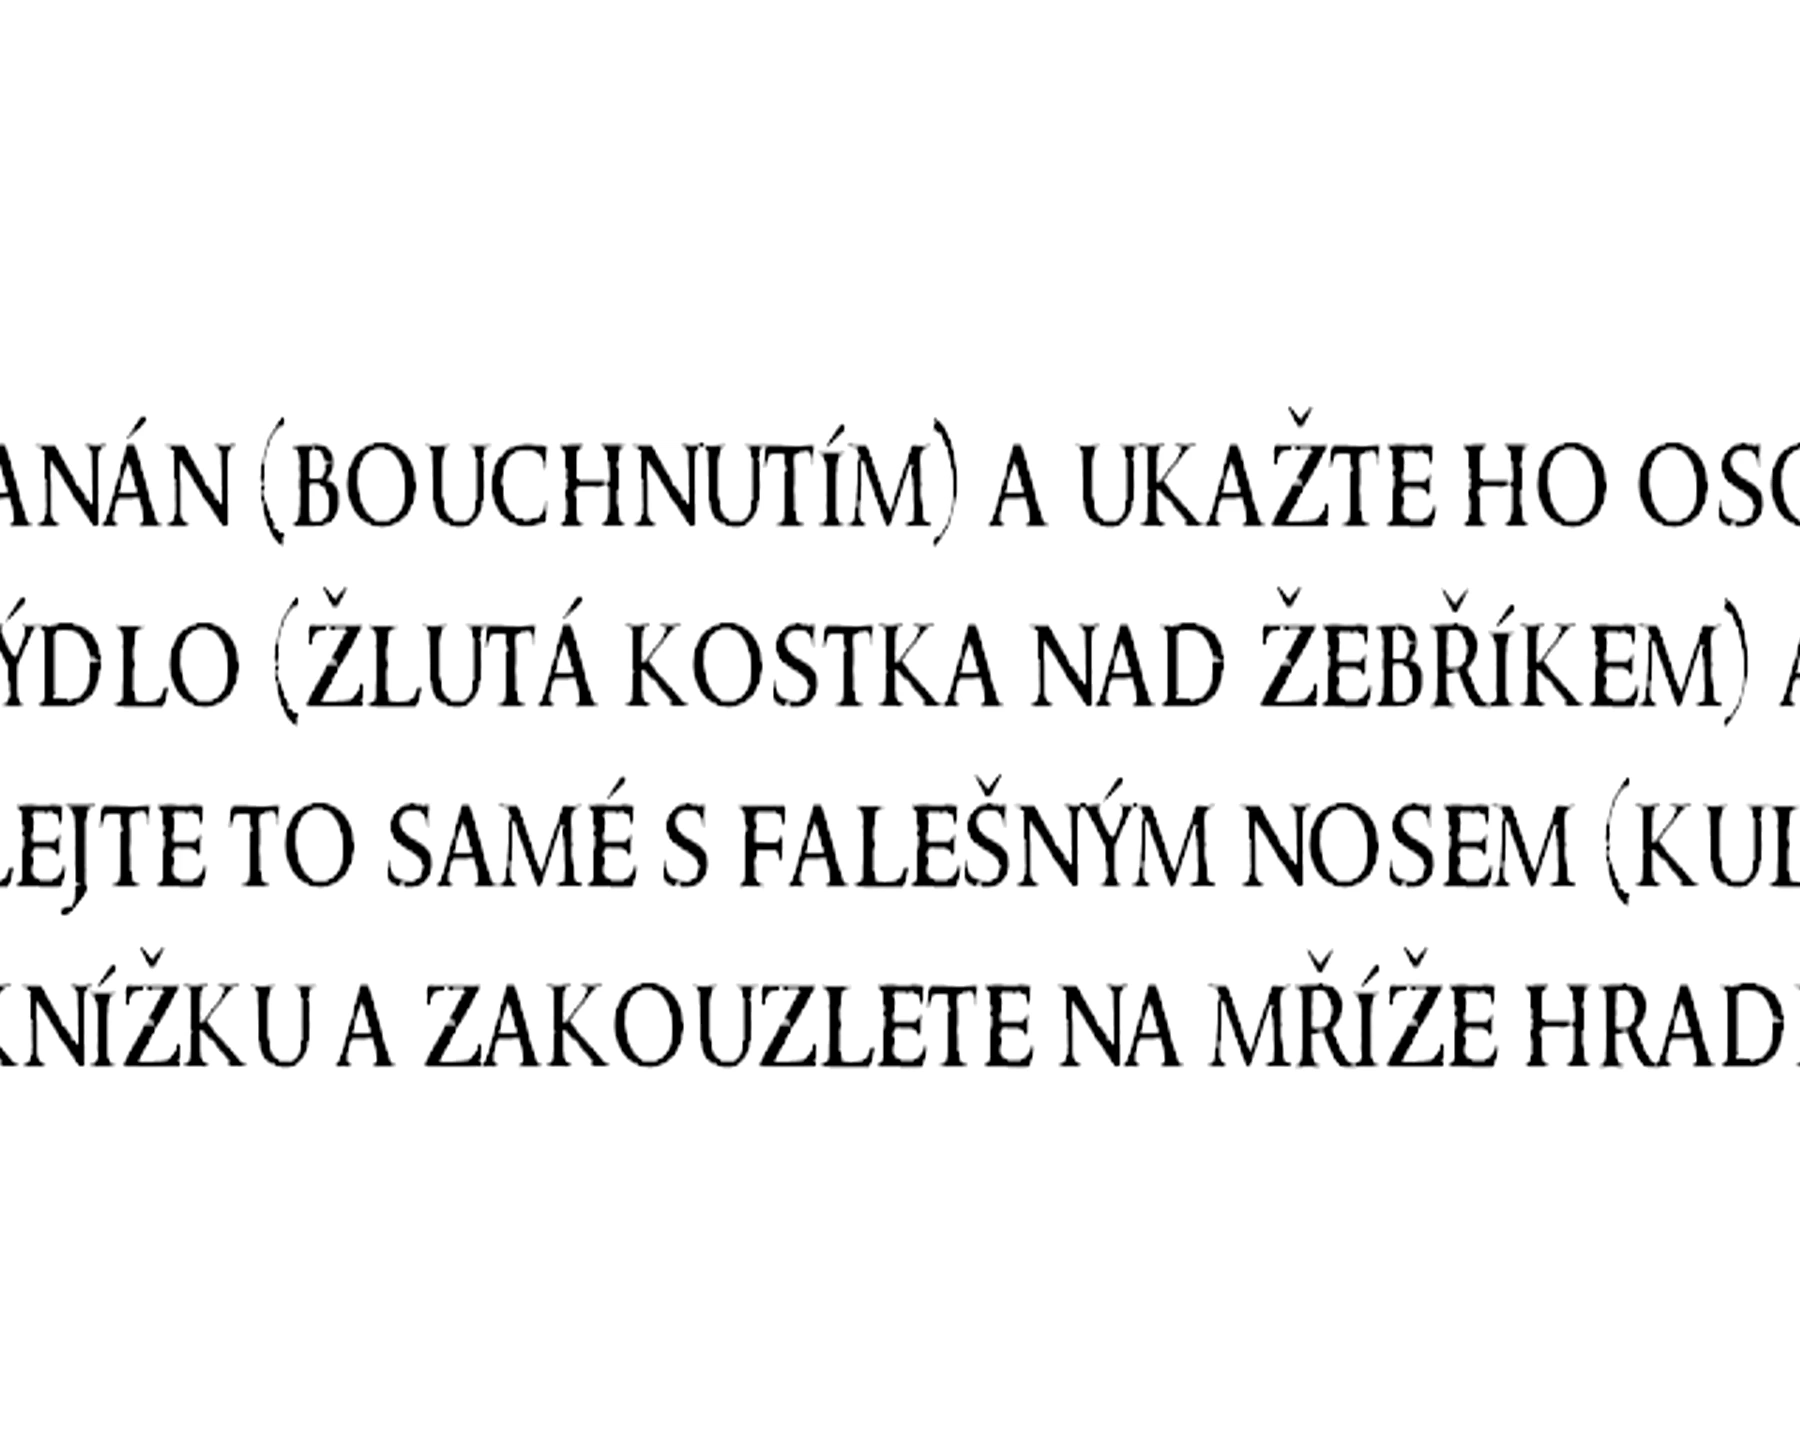 ANÁN (BOUCHNUTÍM) A UKAŽTE HO OSO
ÝDLO (ŽLUTÁ KOSTKA NAD ŽEBŘÍKEM) A
LEJTE TO SAMÉ S FALEŠNÝM NOSEM (KUL
KNÍŽKU A ZAKOUZLETE NA MŘÍŽE HRAD